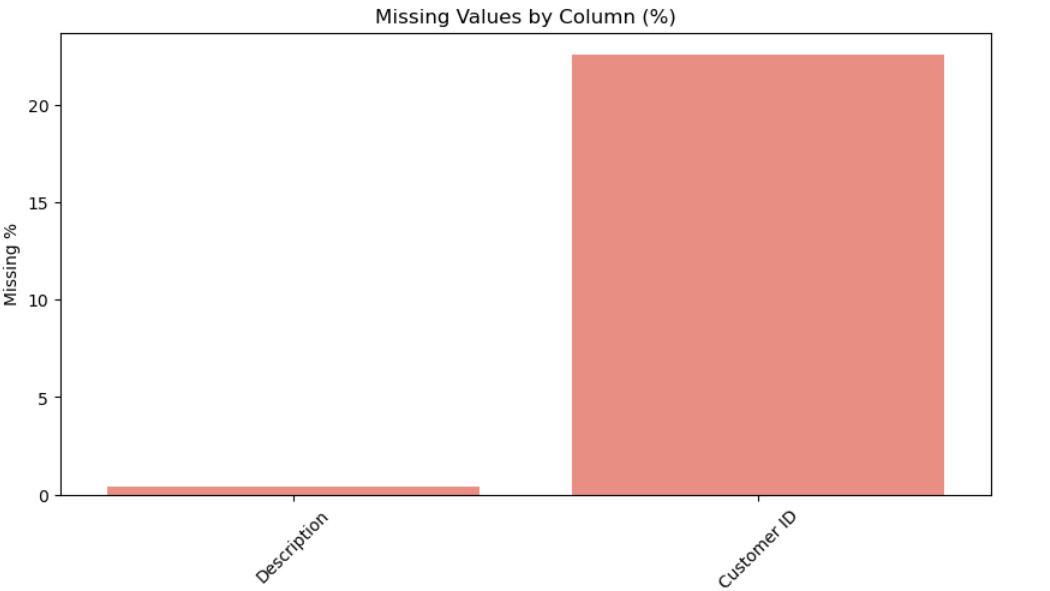 Missing Values by Column (%)
Missing %
20
15
10
5
0
Description
Customer ID